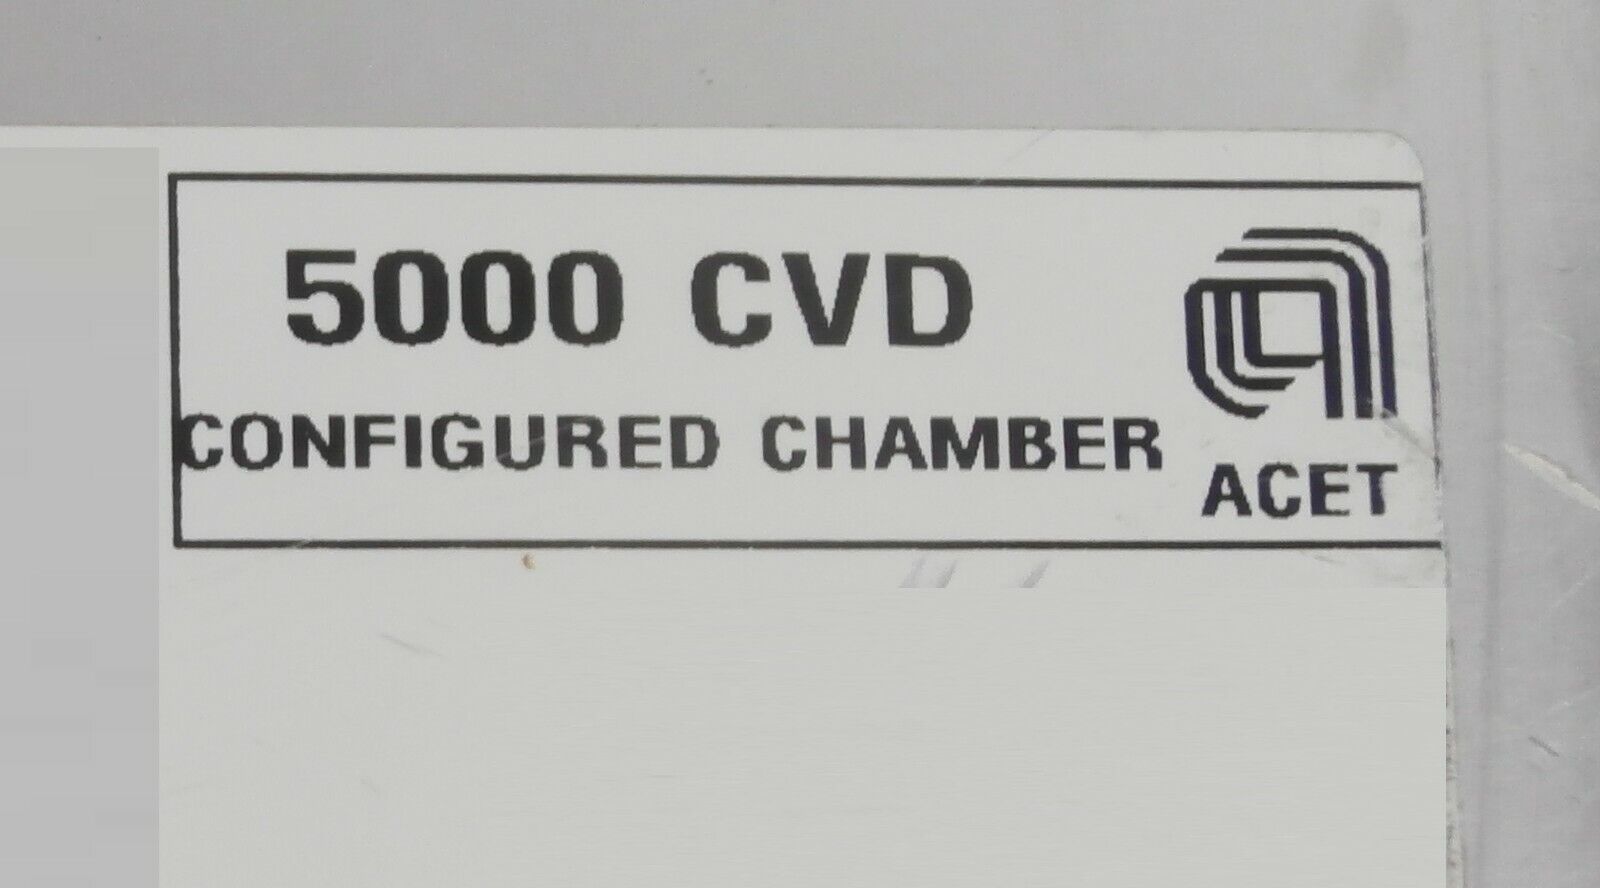 5000 CVD
CONFIGURED CHAMBER
ACET